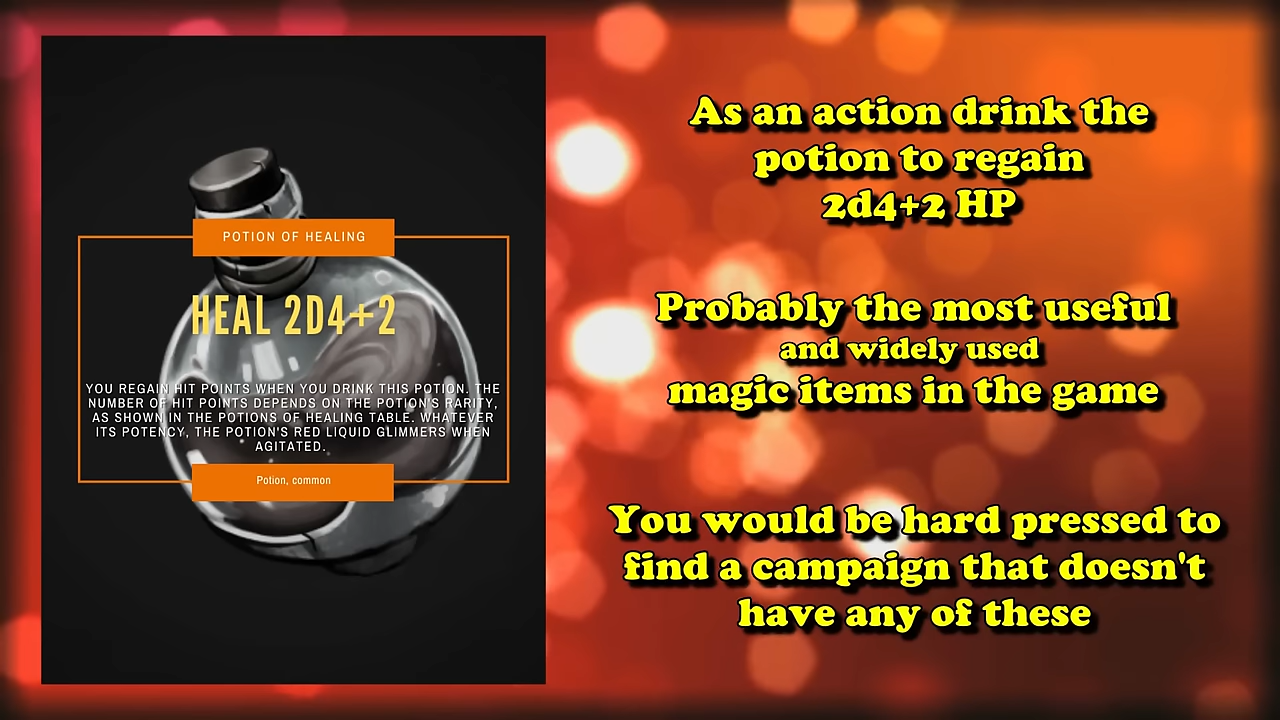 POTION OF HEALING
HEAL 2D4+2
YOU REGAIN HIT POINTS WHEN YOU DRINK THIS POTION. THE
NUMBER OF HIT POINTS DEPENDS ON THE POTION'S RARITY,
AS SHOWN IN THE POTIONS OF HEALING TABLE. WHATEVER
ITS POTENCY, THE POTION'S RED LIQUID GLIMMERS WHEN
AGITATED.
Potion, common
As an action drink the
potion to regain
2d4+2 HP
Probably the most useful
and widely used
magic items in the game
You would be hard pressed to
find a campaign that doesn't
have any of these